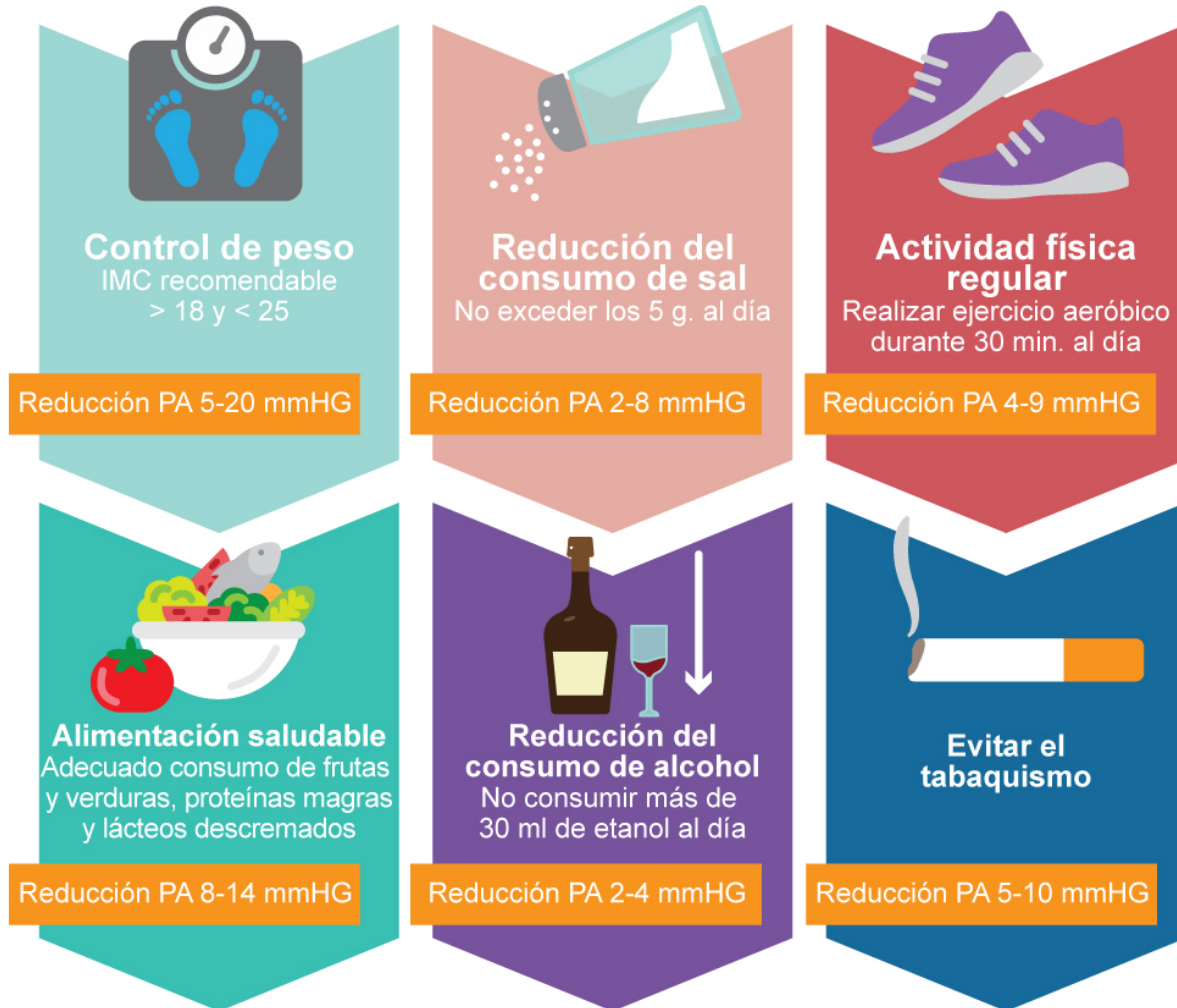 Control de peso
IMC recomendable
> 18 y < 25
Reducción PA 5-20 mmHG
Reducción del
consumo de sal
No exceder los 5 g. al día
Reducción PA 2-8 mmHG
Actividad física
regular
Realizar ejercicio aeróbico
durante 30 min. al día
Reducción PA 4-9 mmHG
Alimentación saludable
Adecuado consumo de frutas
y verduras, proteínas magras
y lácteos descremados
Reducción PA 8-14 mmHG
Reducción del
consumo de alcohol
No consumir más de
30 ml de etanol al día
Reducción PA 2-4 mmHG
Evitar el
tabaquismo
Reducción PA 5-10 mmHG